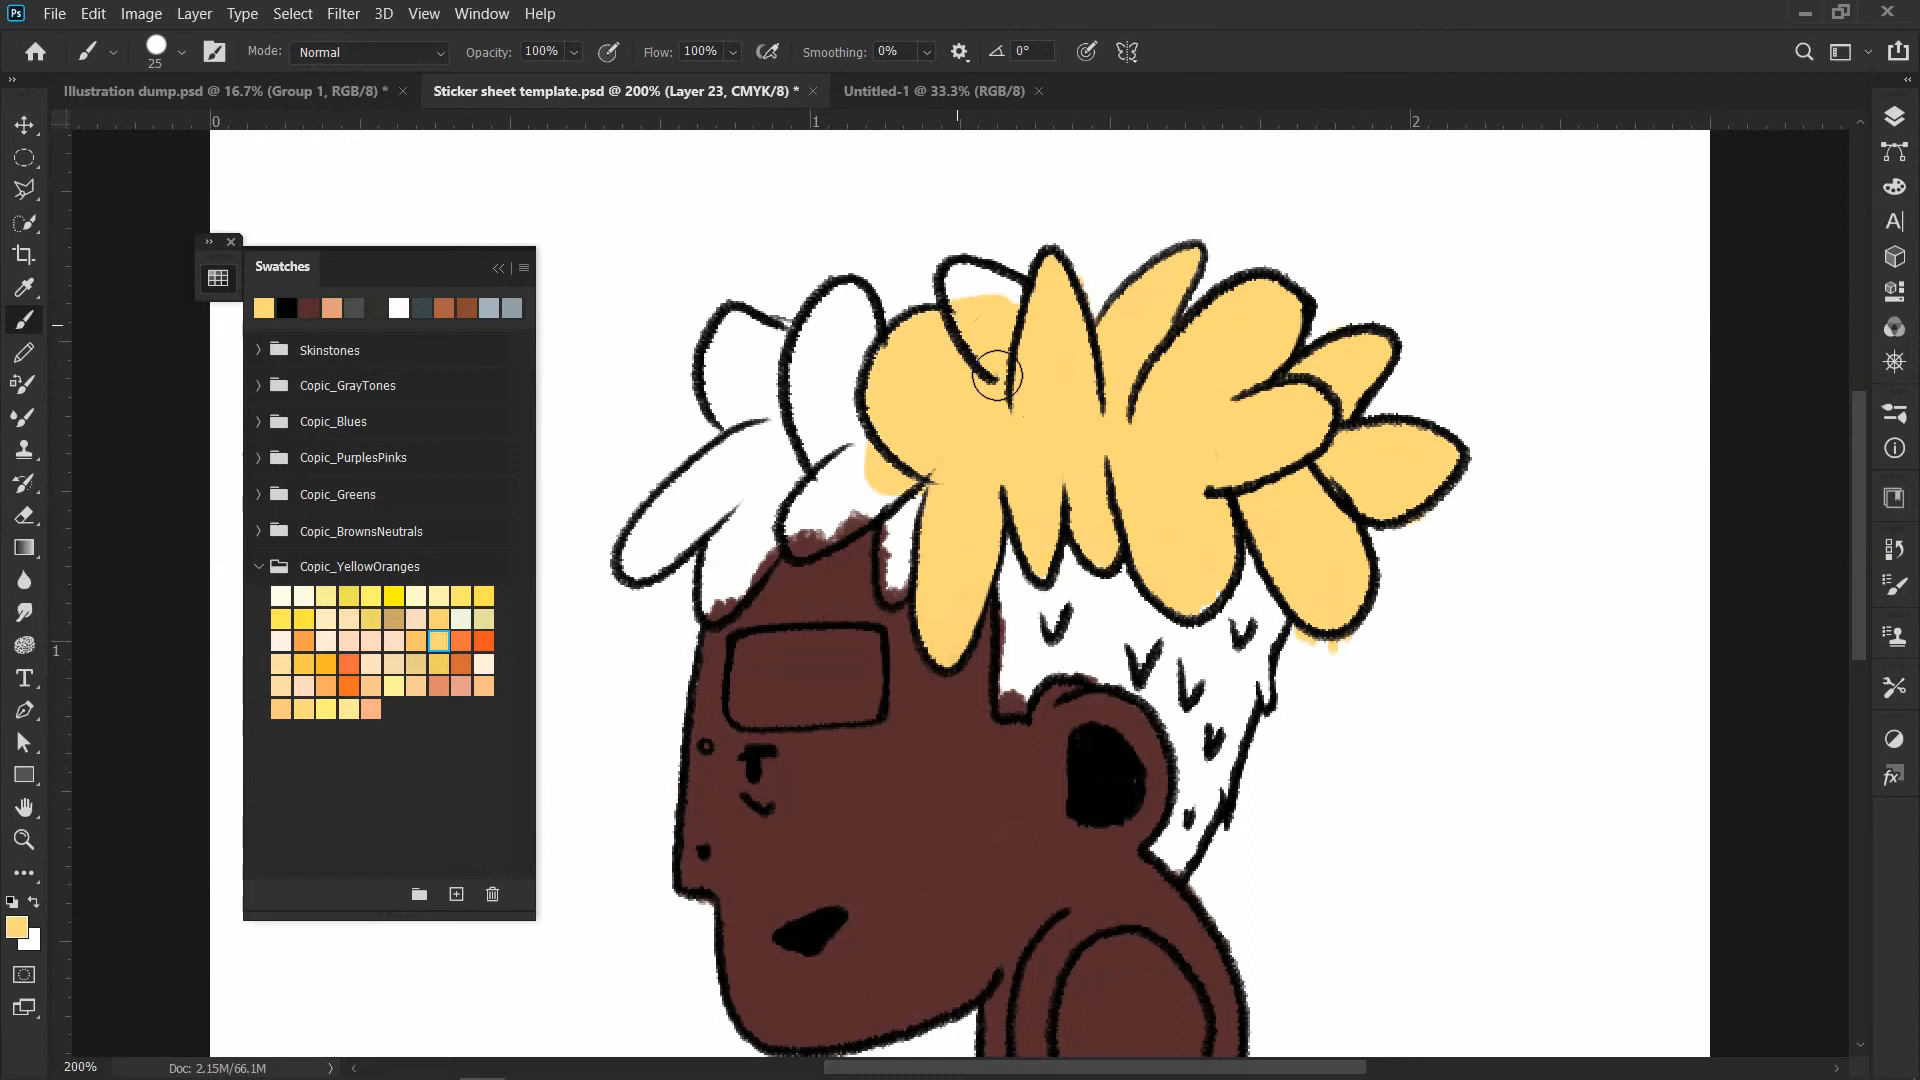 Ps File Edit Image Layer Type Select Filter 3D View Window Help
25 Mode: Normal Opacity: 100% Flow: 100% Smoothing: 0% 0°
Illustration dump.psd @ 16.7% (Group 1, RGB/8) * Sticker sheet template.psd @ 200% (Layer 23, CMYK/8) * Untitled-1 @ 33.3% (RGB/8)
0 1 2
Swatches
Skinstones
Copic_GrayTones
Copic_Blues
Copic_PurplesPinks
Copic_Greens
Copic_BrownsNeutrals
Copic_YellowOranges
1
200% Doc: 2.15M/66.1M